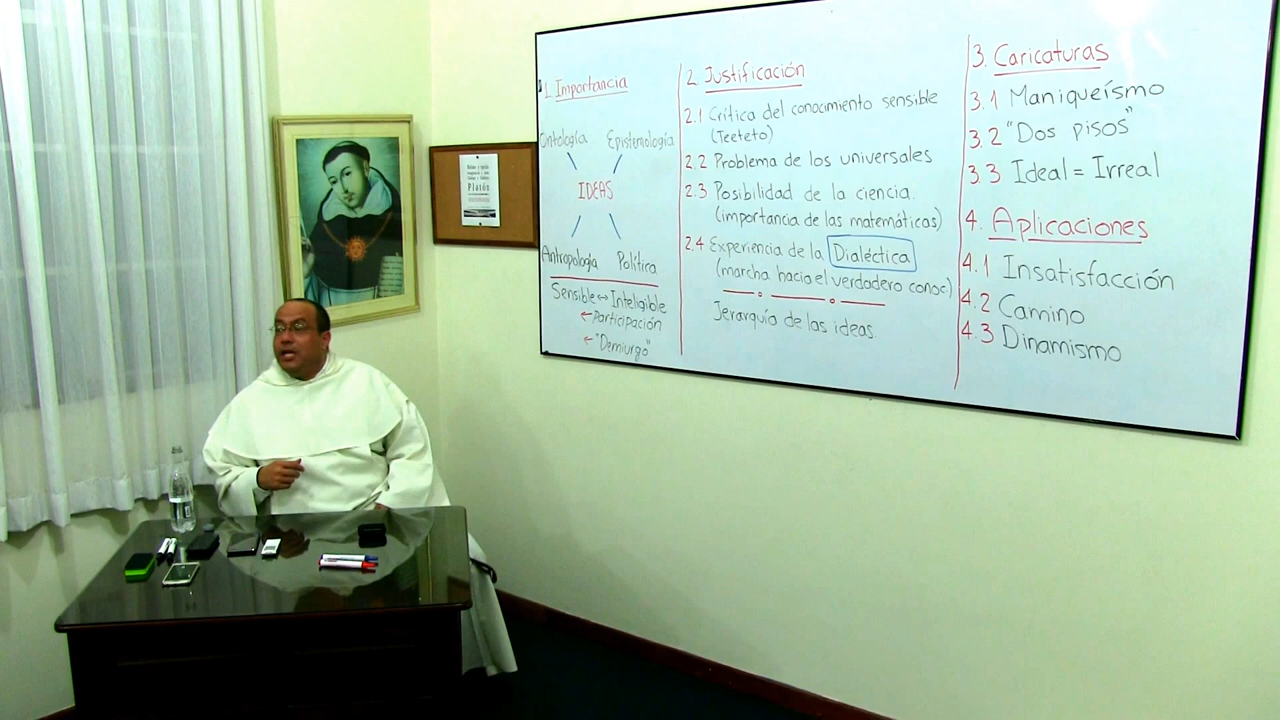 Platón
1. Importancia
Ontología Epistemología
IDEAS
Antropología Política
Sensible ↔ Inteligible
← Participación
← "Demiurgo"
2. Justificación
2.1 Crítica del conocimiento sensible
(Teeteto)
2.2 Problema de los universales
2.3 Posibilidad de la ciencia.
(importancia de las matemáticas)
2.4 Experiencia de la Dialéctica
(marcha hacia el verdadero conoc)
Jerarquía de las ideas.
3. Caricaturas
3.1 Maniqueísmo
3.2 "Dos pisos"
3.3 Ideal = Irreal
4. Aplicaciones
4.1 Insatisfacción
4.2 Camino
4.3 Dinamismo